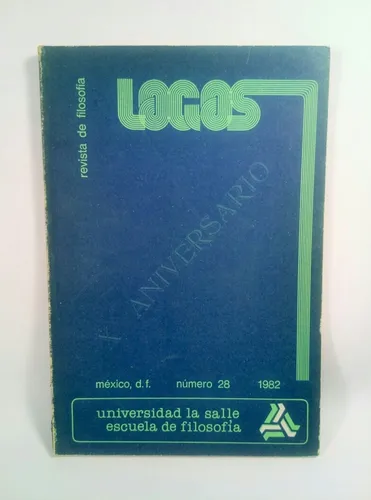 revista de filosofía
LOGOS
X ANIVERSARIO
méxico, d.f. número 28 1982
universidad la salle
escuela de filosofía